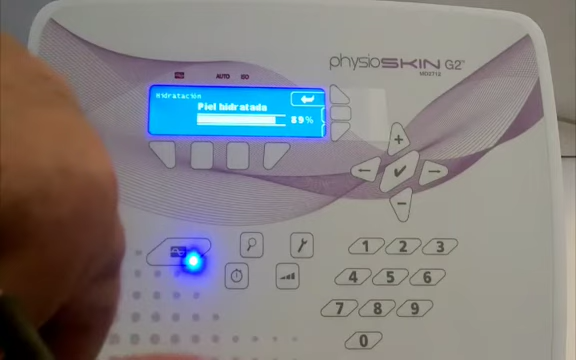 physioSKIN G2
AUTO
Hidratación
Piel hidratada
89%
+
-
1 2 3
4 5 6
7 8 9
0